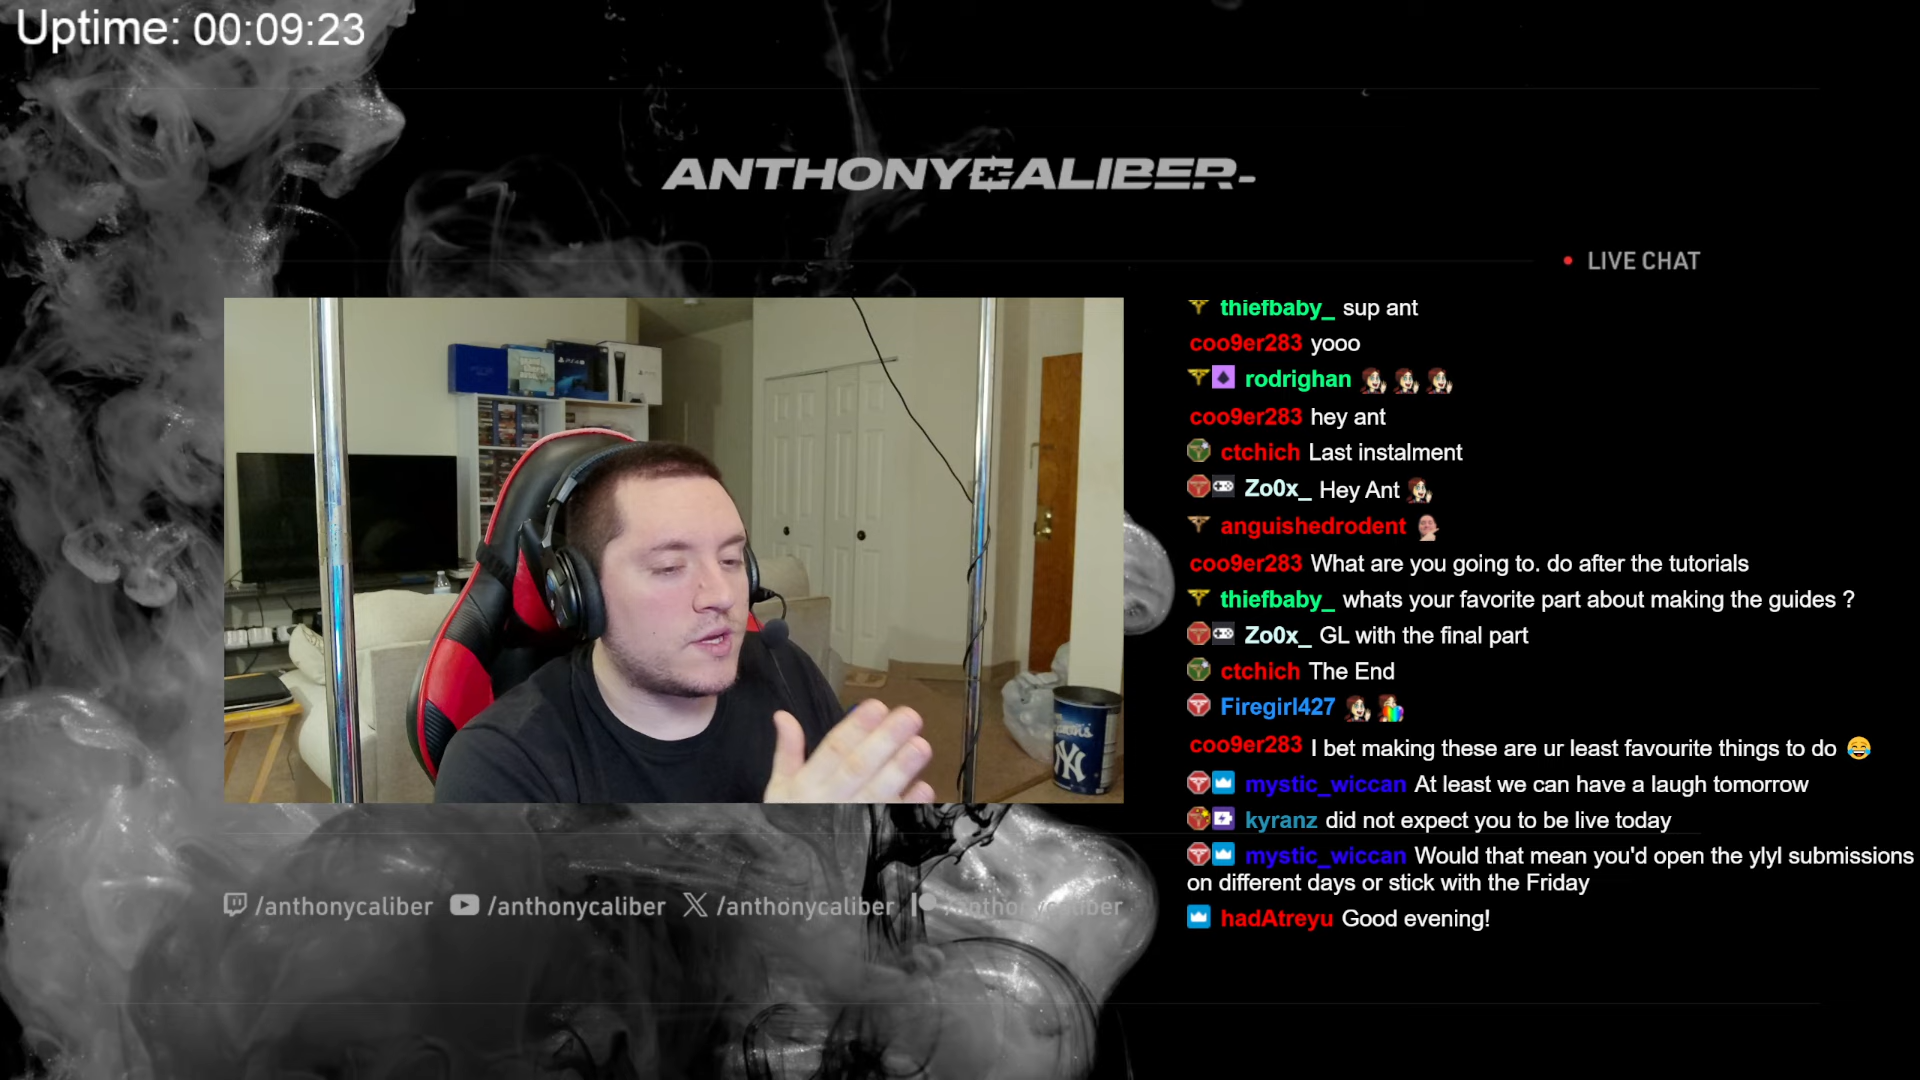 Uptime: 00:09:23
ANTHONYCALIBER-
LIVE CHAT
thiefbaby_ sup ant
coo9er283 yooo
rodrighan
coo9er283 hey ant
ctchich Last instalment
Zo0x_ Hey Ant
anguishedrodent
coo9er283 What are you going to. do after the tutorials
thiefbaby_ whats your favorite part about making the guides ?
Zo0x_ GL with the final part
ctchich The End
Firegirl427
coo9er283 I bet making these are ur least favourite things to do 😂
mystic_wiccan At least we can have a laugh tomorrow
kyranz did not expect you to be live today
mystic_wiccan Would that mean you'd open the ylyl submissions
on different days or stick with the Friday
hadAtreyu Good evening!
/anthonycaliber /anthonycaliber /anthonycaliber /anthonycaliber